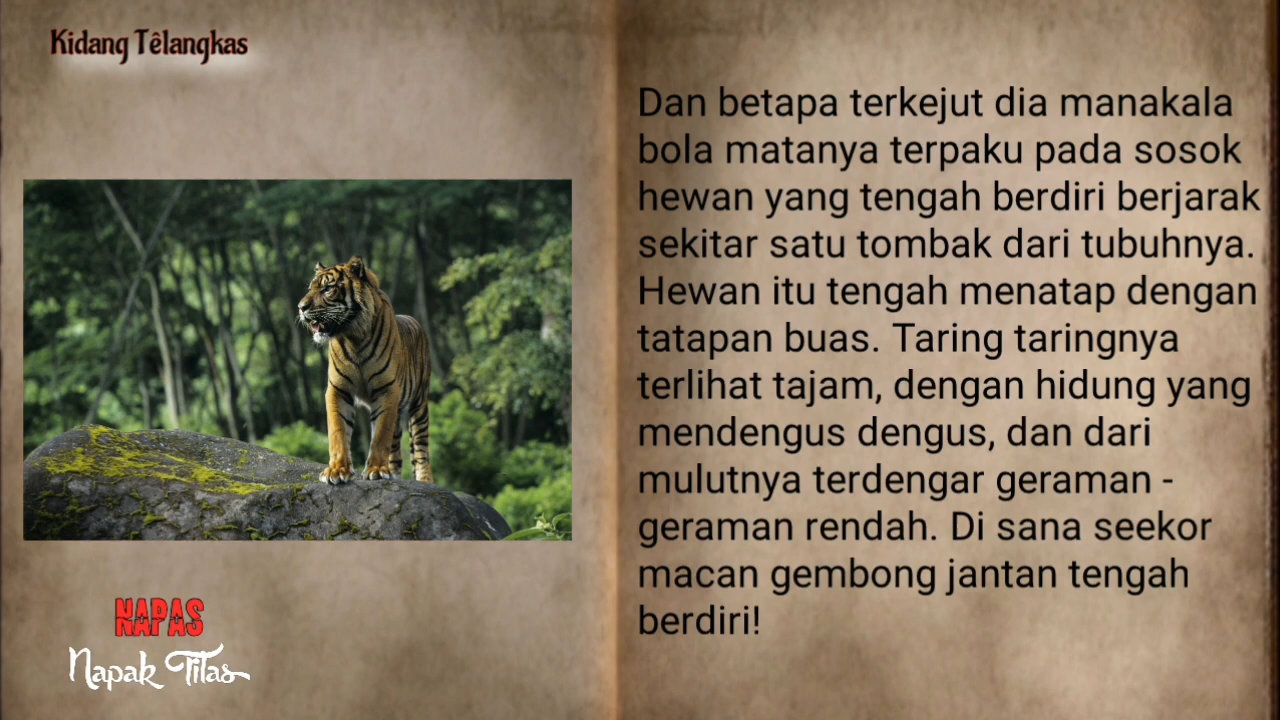 Kidang Têlangkas
Dan betapa terkejut dia manakala
bola matanya terpaku pada sosok
hewan yang tengah berdiri berjarak
sekitar satu tombak dari tubuhnya.
Hewan itu tengah menatap dengan
tatapan buas. Taring taringnya
terlihat tajam, dengan hidung yang
mendengus dengus, dan dari
mulutnya terdengar geraman -
geraman rendah. Di sana seekor
macan gembong jantan tengah
berdiri!
NAPAS
Napak Tilas